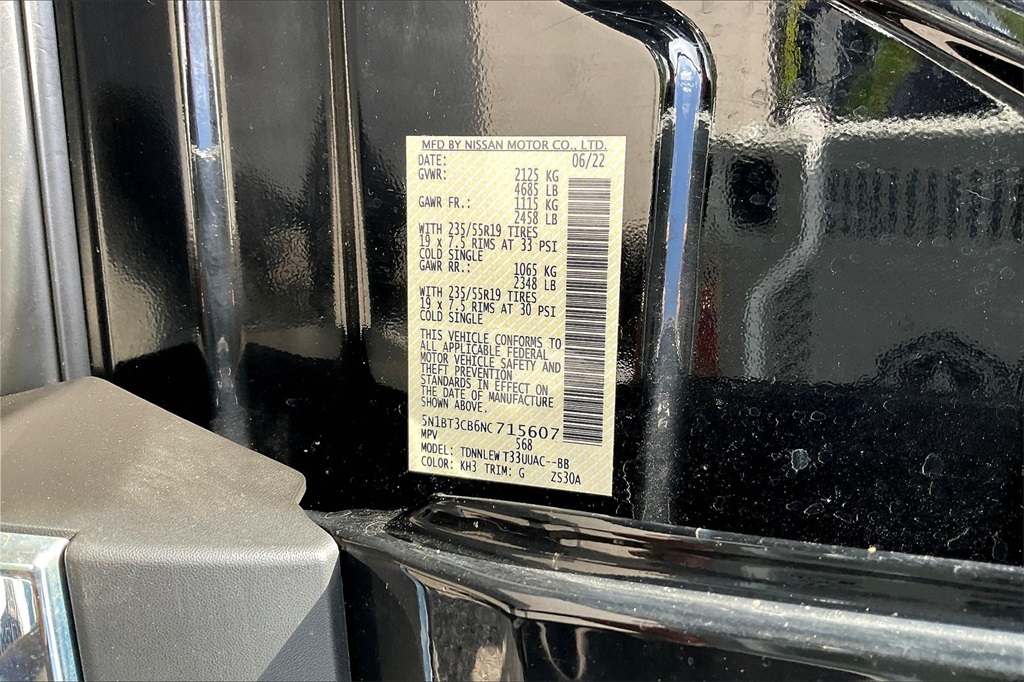 MFD BY NISSAN MOTOR CO., LTD.
DATE: 06/22
GVWR: 2125 KG
4685 LB
GAWR FR.: 1115 KG
2458 LB
WITH 235/55R19 TIRES
19 x 7.5 RIMS AT 33 PSI
COLD SINGLE
GAWR RR.: 1065 KG
2348 LB
WITH 235/55R19 TIRES
19 x 7.5 RIMS AT 30 PSI
COLD SINGLE
THIS VEHICLE CONFORMS TO
ALL APPLICABLE FEDERAL
MOTOR VEHICLE SAFETY AND
THEFT PREVENTION
STANDARDS IN EFFECT ON
THE DATE OF MANUFACTURE
SHOWN ABOVE.
5N1BT3CB6NC715607
MPV 568
MODEL: TDNNLEW T33UUAC--BB
COLOR: KH3 TRIM: G ZS30A